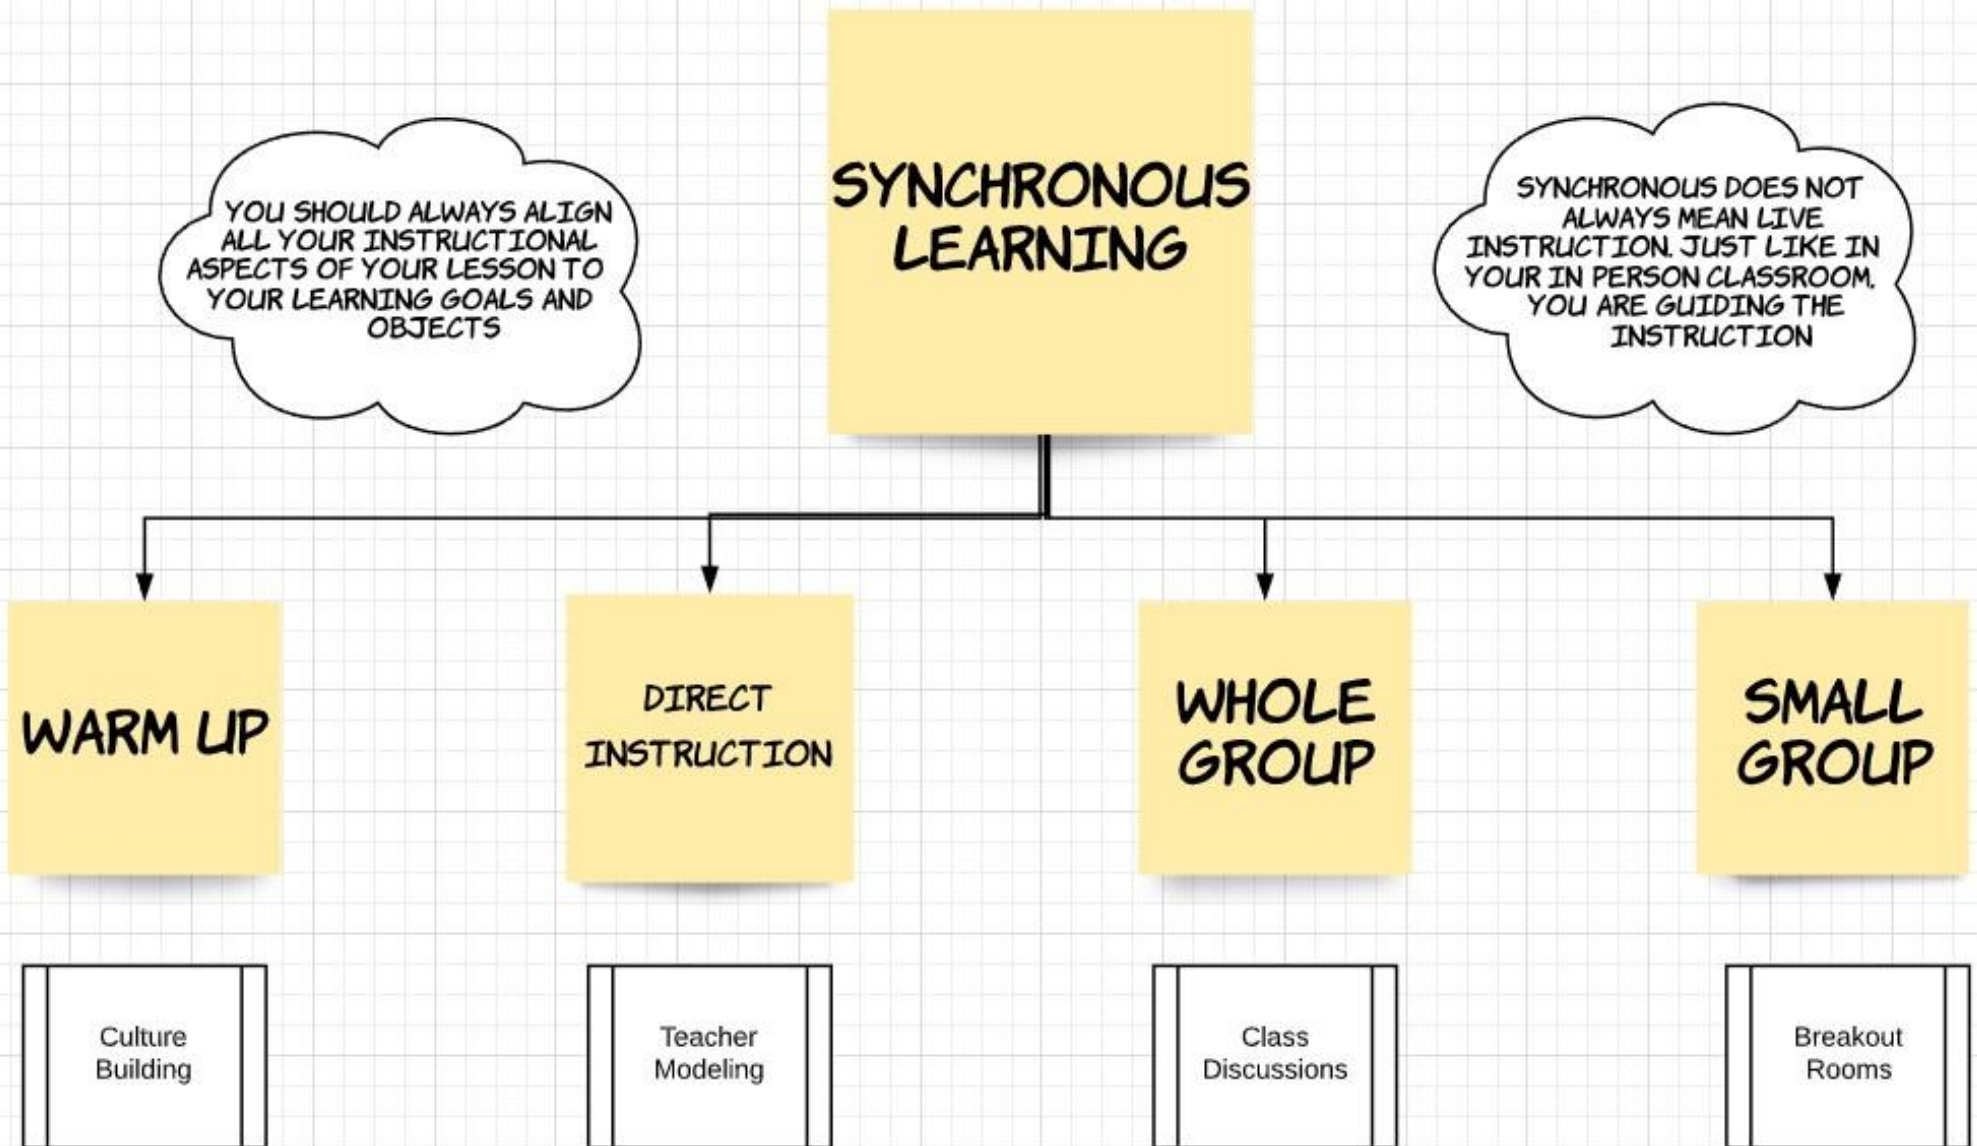 SYNCHRONOUS
LEARNING
YOU SHOULD ALWAYS ALIGN
ALL YOUR INSTRUCTIONAL
ASPECTS OF YOUR LESSON TO
YOUR LEARNING GOALS AND
OBJECTS
SYNCHRONOUS DOES NOT
ALWAYS MEAN LIVE
INSTRUCTION. JUST LIKE IN
YOUR IN PERSON CLASSROOM,
YOU ARE GUIDING THE
INSTRUCTION
WARM UP
DIRECT
INSTRUCTION
WHOLE
GROUP
SMALL
GROUP
Culture
Building
Teacher
Modeling
Class
Discussions
Breakout
Rooms